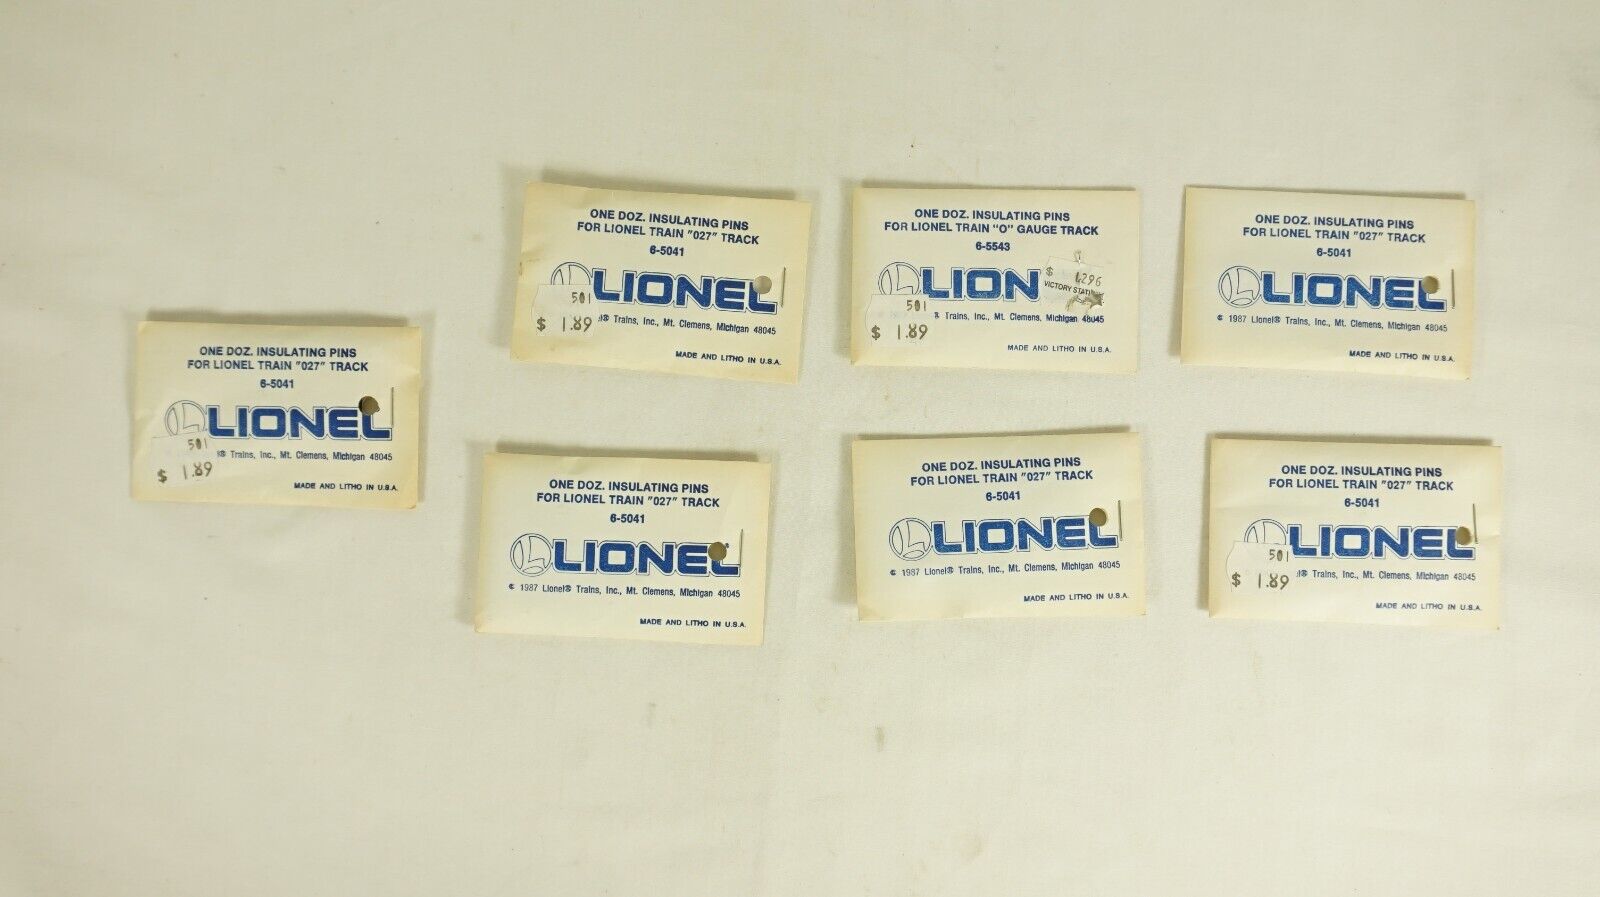 ONE DOZ. INSULATING PINS
FOR LIONEL TRAIN "027" TRACK
6-5041
LIONEL
501
$ 1.89
® Trains, Inc., Mt. Clemens, Michigan 48045
MADE AND LITHO IN U.S.A.
ONE DOZ. INSULATING PINS
FOR LIONEL TRAIN "027" TRACK
6-5041
LIONEL
501
$ 1.89
el® Trains, Inc., Mt. Clemens, Michigan 48045
MADE AND LITHO IN U.S.A.
ONE DOZ. INSULATING PINS
FOR LIONEL TRAIN "O" GAUGE TRACK
6-5543
LION
$ 1296
VICTORY STATI
501
$ 1.89
® Trains, Inc., Mt. Clemens, Michigan 48045
MADE AND LITHO IN U.S.A.
ONE DOZ. INSULATING PINS
FOR LIONEL TRAIN "027" TRACK
6-5041
LIONEL
© 1987 Lionel® Trains, Inc., Mt. Clemens, Michigan 48045
MADE AND LITHO IN U.S.A.
ONE DOZ. INSULATING PINS
FOR LIONEL TRAIN "027" TRACK
6-5041
LIONEL
© 1987 Lionel® Trains, Inc., Mt. Clemens, Michigan 48045
MADE AND LITHO IN U.S.A.
ONE DOZ. INSULATING PINS
FOR LIONEL TRAIN "027" TRACK
6-5041
LIONEL
© 1987 Lionel® Trains, Inc., Mt. Clemens, Michigan 48045
MADE AND LITHO IN U.S.A.
ONE DOZ. INSULATING PINS
FOR LIONEL TRAIN "027" TRACK
6-5041
LIONEL
501
$ 1.89
el® Trains, Inc., Mt. Clemens, Michigan 48045
MADE AND LITHO IN U.S.A.